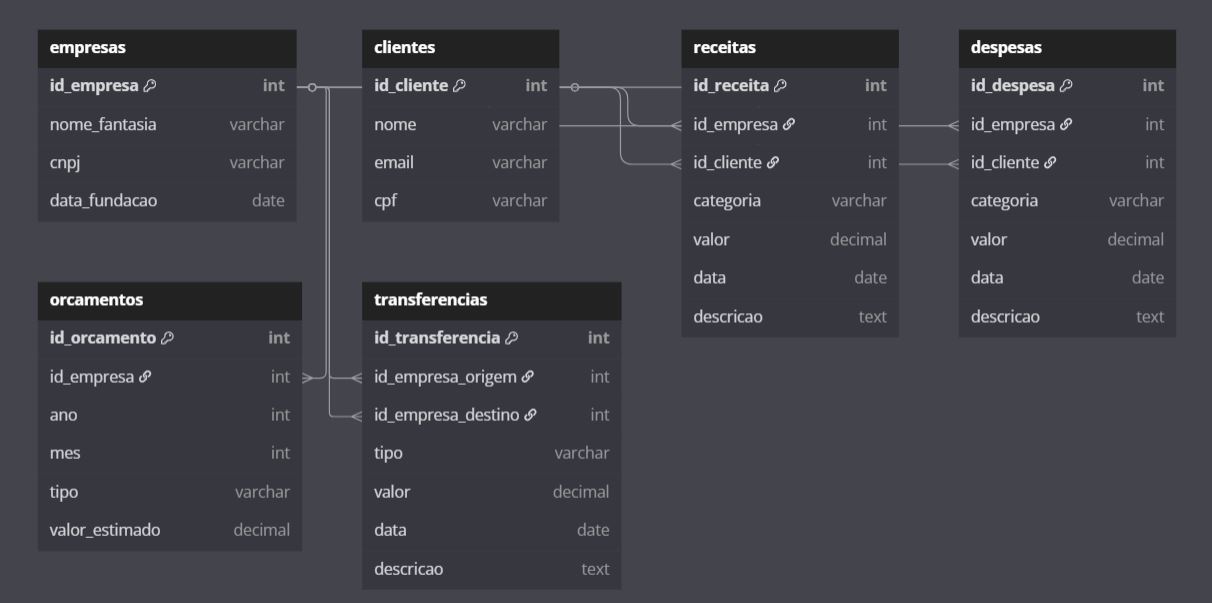 empresas
id_empresa int
nome_fantasia varchar
cnpj varchar
data_fundacao date
clientes
id_cliente int
nome varchar
email varchar
cpf varchar
receitas
id_receita int
id_empresa int
id_cliente int
categoria varchar
valor decimal
data date
descricao text
despesas
id_despesa int
id_empresa int
id_cliente int
categoria varchar
valor decimal
data date
descricao text
orcamentos
id_orcamento int
id_empresa int
ano int
mes int
tipo varchar
valor_estimado decimal
transferencias
id_transferencia int
id_empresa_origem int
id_empresa_destino int
tipo varchar
valor decimal
data date
descricao text